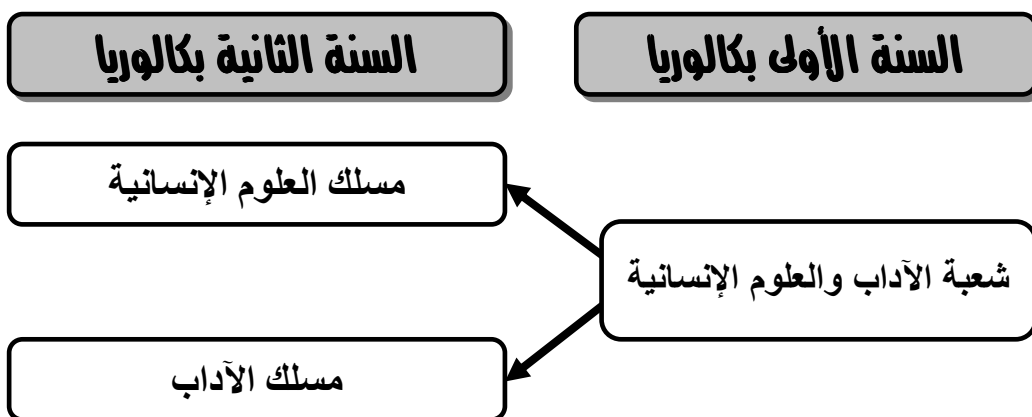 السنة الأولى بكالوريا
السنة الثانية بكالوريا
مسلك العلوم الإنسانية
شعبة الآداب والعلوم الإنسانية
مسلك الآداب